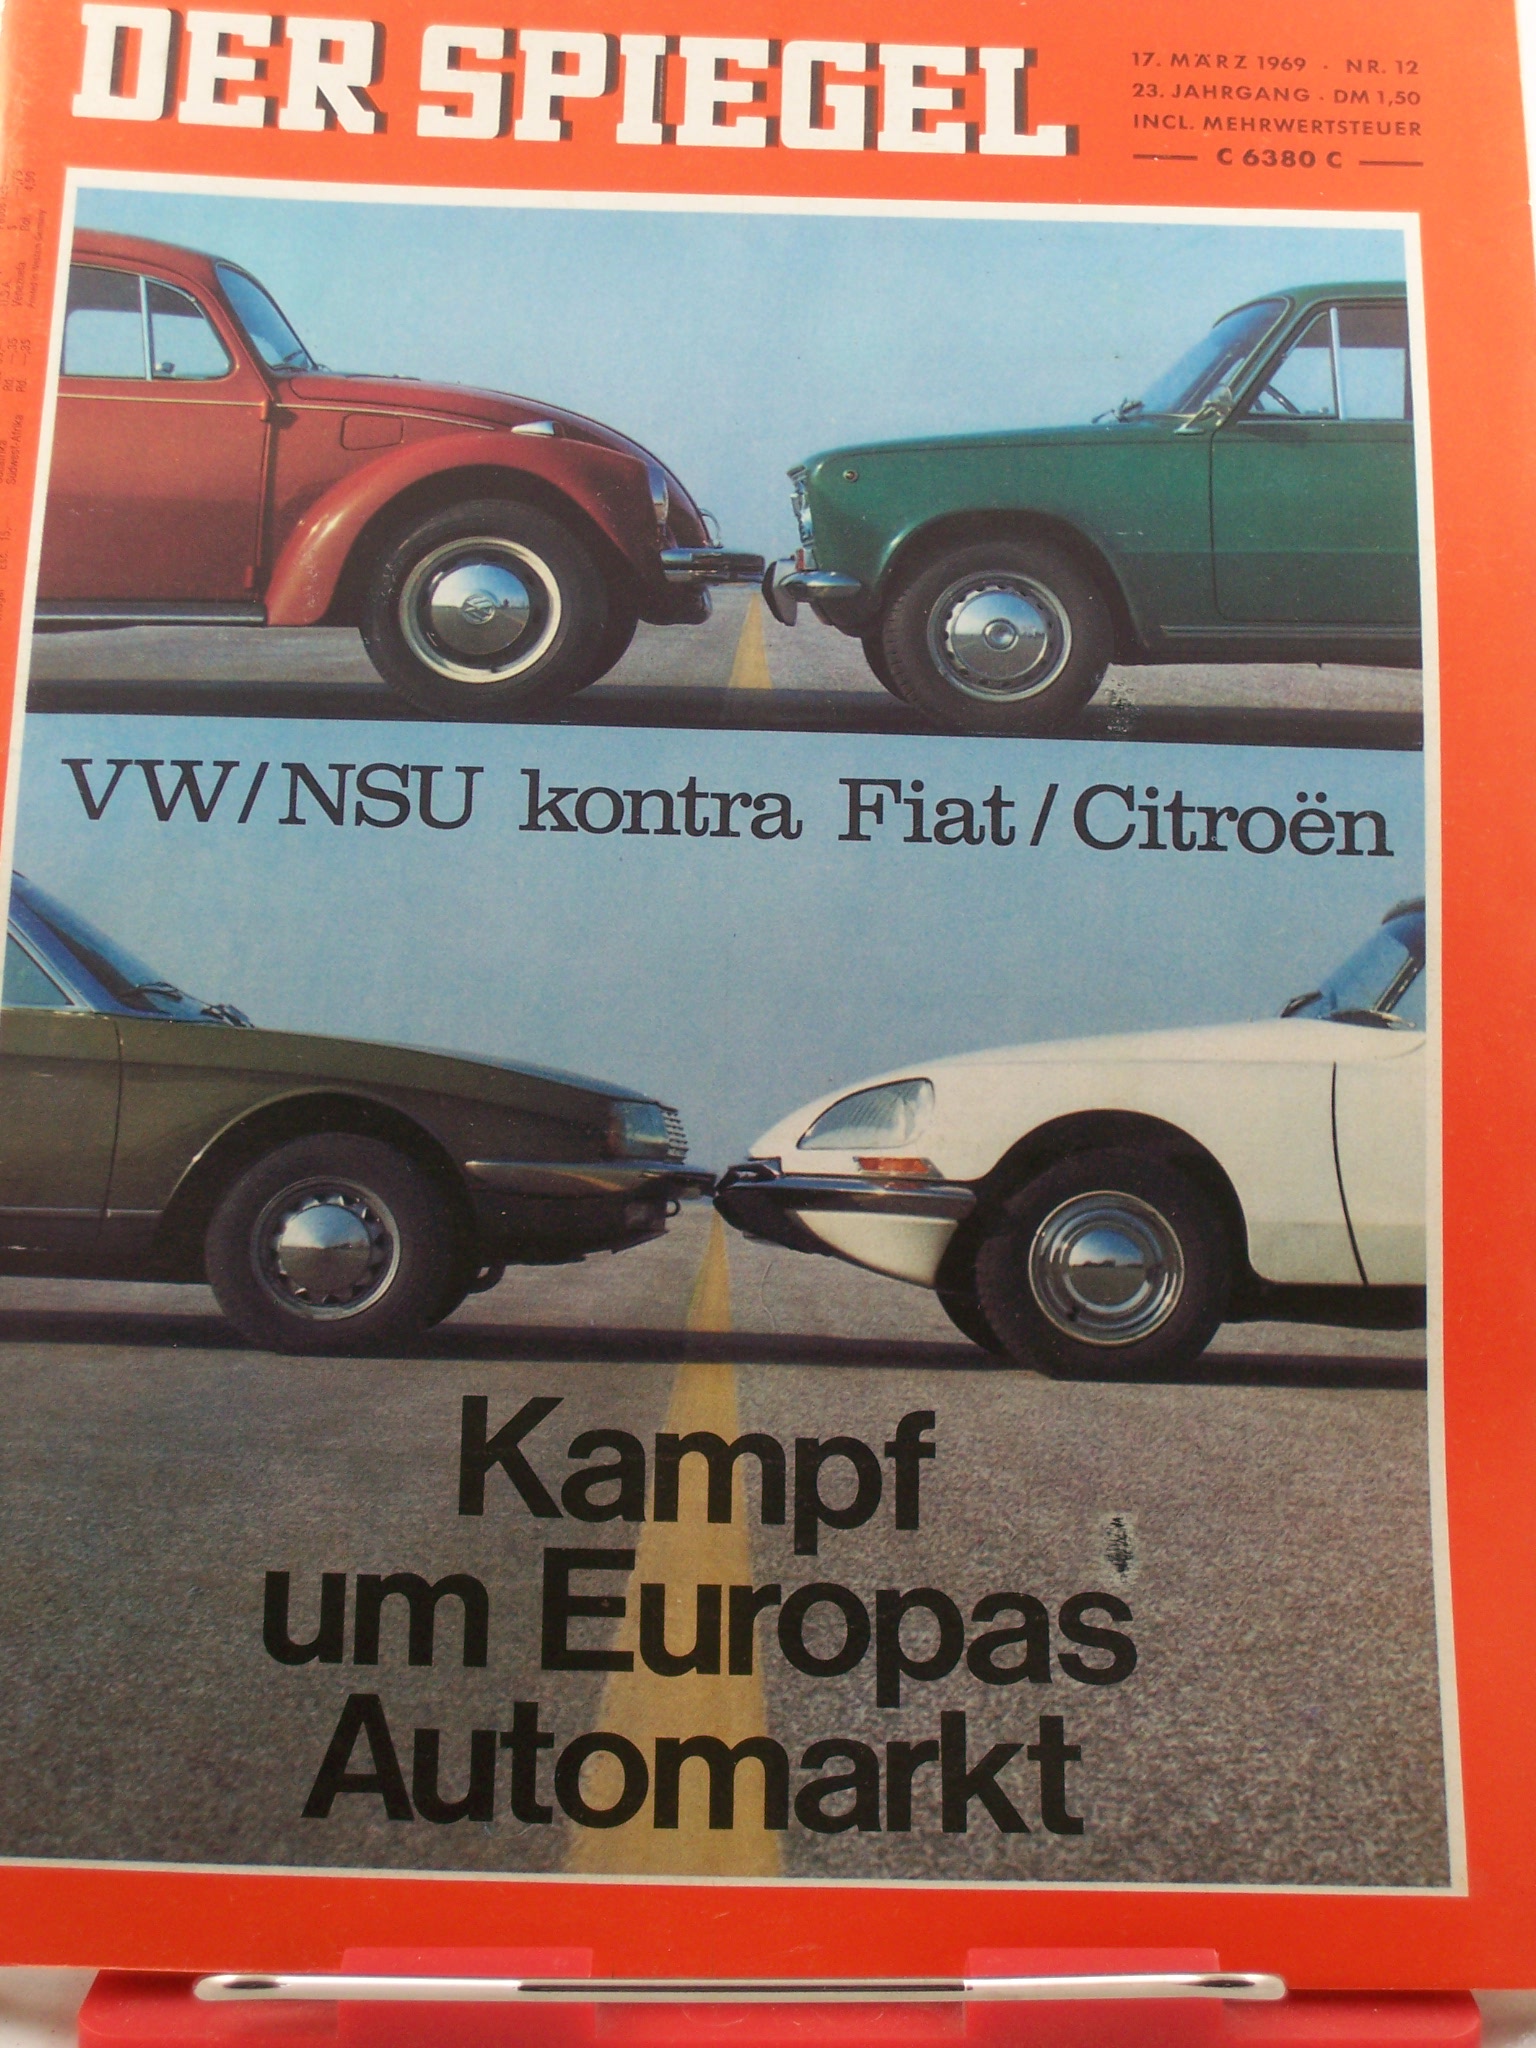 DER SPIEGEL
17. MÄRZ 1969 · NR. 12
23. JAHRGANG · DM 1,50
INCL. MEHRWERTSTEUER
C 6380 C
VW/NSU kontra Fiat/Citroën
Kampf
um Europas
Automarkt